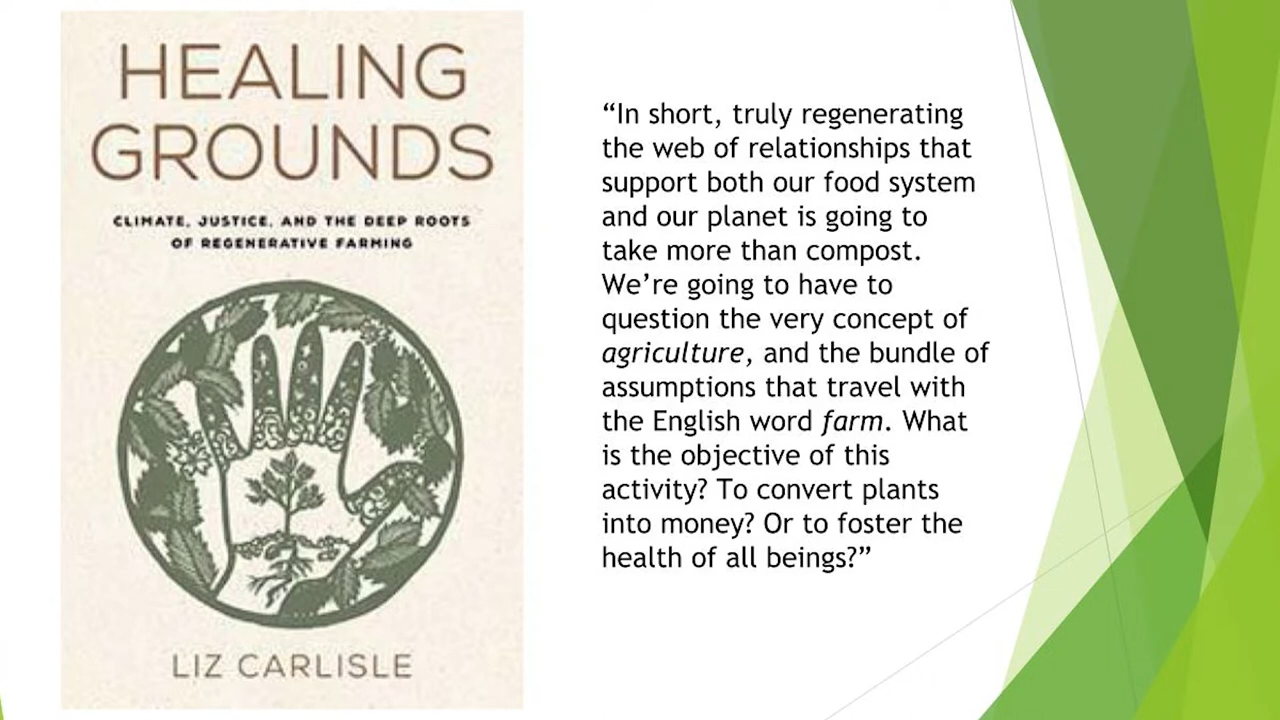 HEALING
GROUNDS
CLIMATE, JUSTICE, AND THE DEEP ROOTS
OF REGENERATIVE FARMING
LIZ CARLISLE
“In short, truly regenerating
the web of relationships that
support both our food system
and our planet is going to
take more than compost.
We’re going to have to
question the very concept of
agriculture, and the bundle of
assumptions that travel with
the English word farm. What
is the objective of this
activity? To convert plants
into money? Or to foster the
health of all beings?”